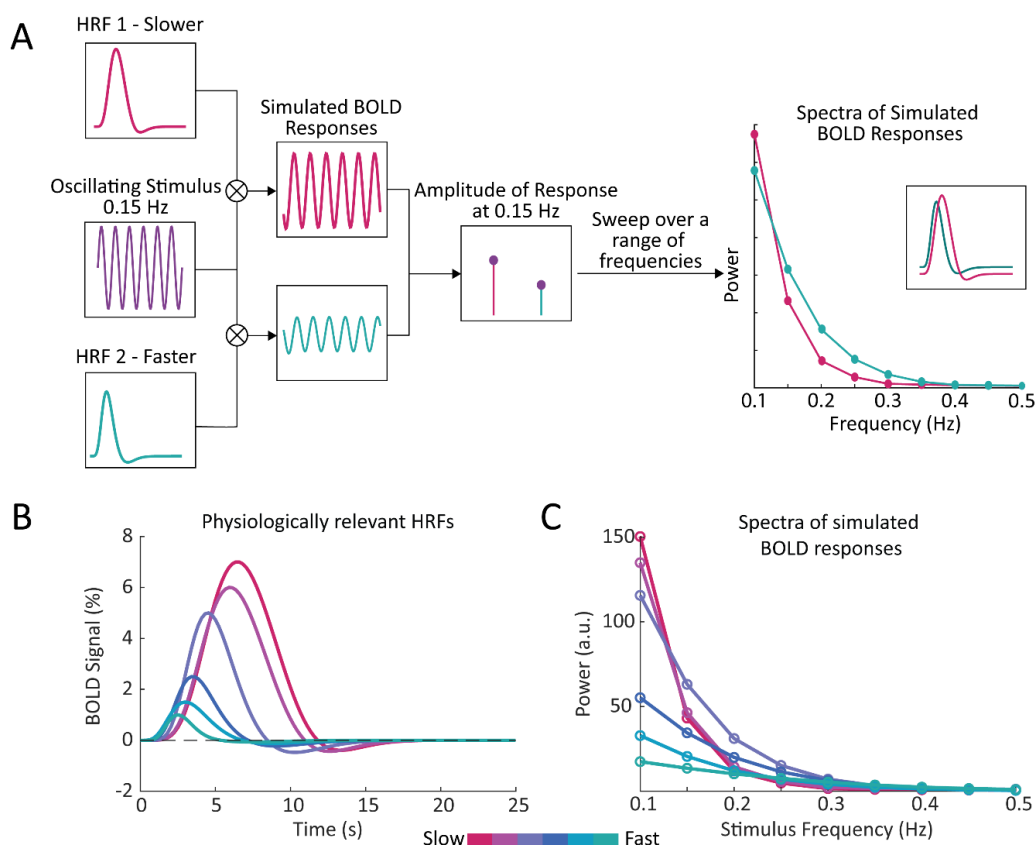 A
HRF 1 - Slower
Oscillating Stimulus
0.15 Hz
HRF 2 - Faster
Simulated BOLD
Responses
Amplitude of Response
at 0.15 Hz
Sweep over a
range of
frequencies
Spectra of Simulated
BOLD Responses
Power
0.1
0.2
0.3
0.4
0.5
Frequency (Hz)
B
Physiologically relevant HRFs
BOLD Signal (%)
8
6
4
2
0
-2
0
5
10
15
20
25
Time (s)
C
Spectra of simulated
BOLD responses
Power (a.u.)
150
100
50
0.1
0.2
0.3
0.4
0.5
Stimulus Frequency (Hz)
Slow
Fast